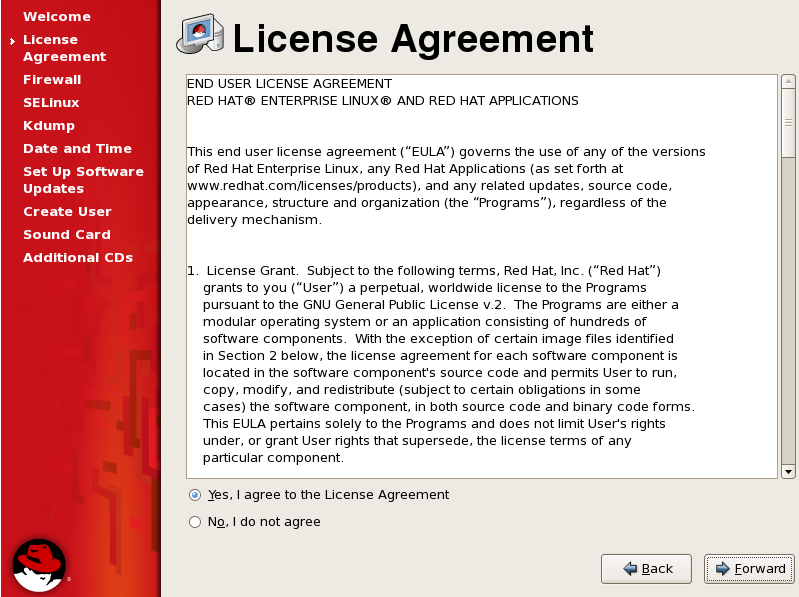 Welcome
License
Agreement
Firewall
SELinux
Kdump
Date and Time
Set Up Software
Updates
Create User
Sound Card
Additional CDs
License Agreement
END USER LICENSE AGREEMENT
RED HAT® ENTERPRISE LINUX® AND RED HAT APPLICATIONS
This end user license agreement (“EULA”) governs the use of any of the versions
of Red Hat Enterprise Linux, any Red Hat Applications (as set forth at
www.redhat.com/licenses/products), and any related updates, source code,
appearance, structure and organization (the “Programs”), regardless of the
delivery mechanism.
1.  License Grant.  Subject to the following terms, Red Hat, Inc. (“Red Hat”)
grants to you (“User”) a perpetual, worldwide license to the Programs
pursuant to the GNU General Public License v.2.  The Programs are either a
modular operating system or an application consisting of hundreds of
software components.  With the exception of certain image files identified
in Section 2 below, the license agreement for each software component is
located in the software component's source code and permits User to run,
copy, modify, and redistribute (subject to certain obligations in some
cases) the software component, in both source code and binary code forms.
This EULA pertains solely to the Programs and does not limit User's rights
under, or grant User rights that supersede, the license terms of any
particular component.
Yes, I agree to the License Agreement
No, I do not agree
Back
Forward
®